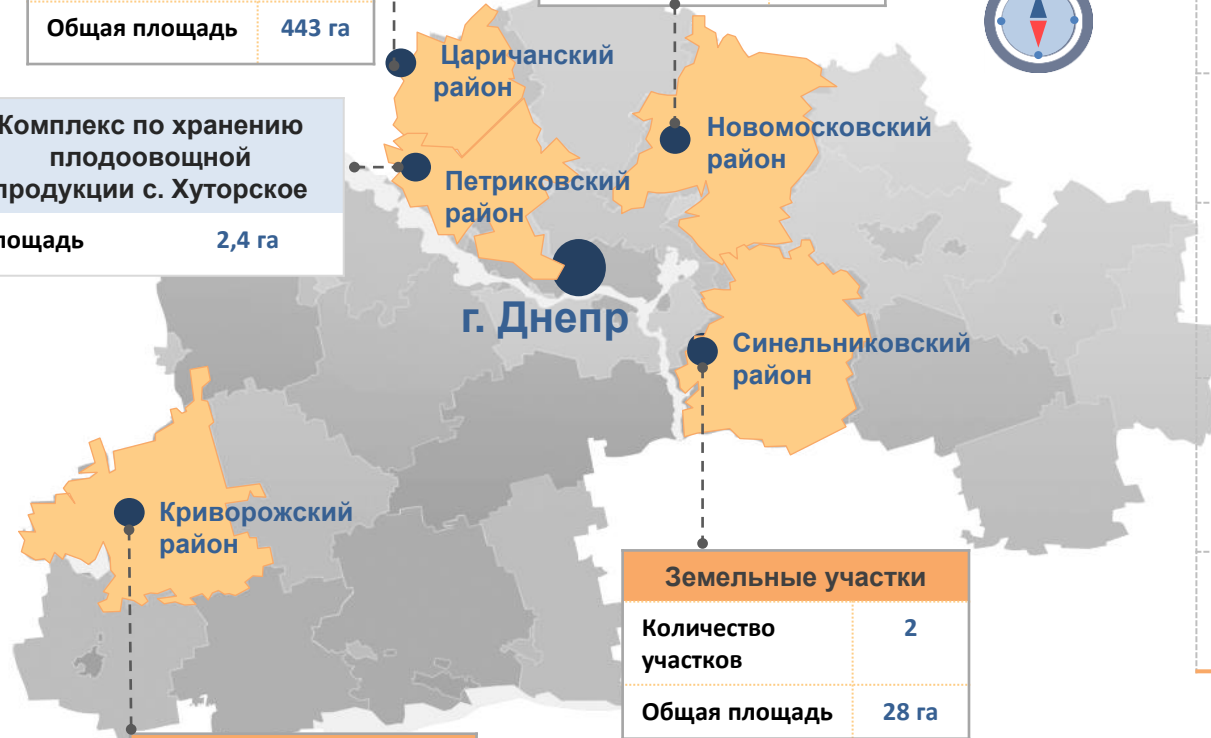 Общая площадь 443 га
Царичанский
район
Комплекс по хранению
плодоовощной
продукции с. Хуторское
площадь 2,4 га
Новомосковский
район
Петриковский
район
г. Днепр
Синельниковский
район
Криворожский
район
Земельные участки
Количество 2
участков
Общая площадь 28 га